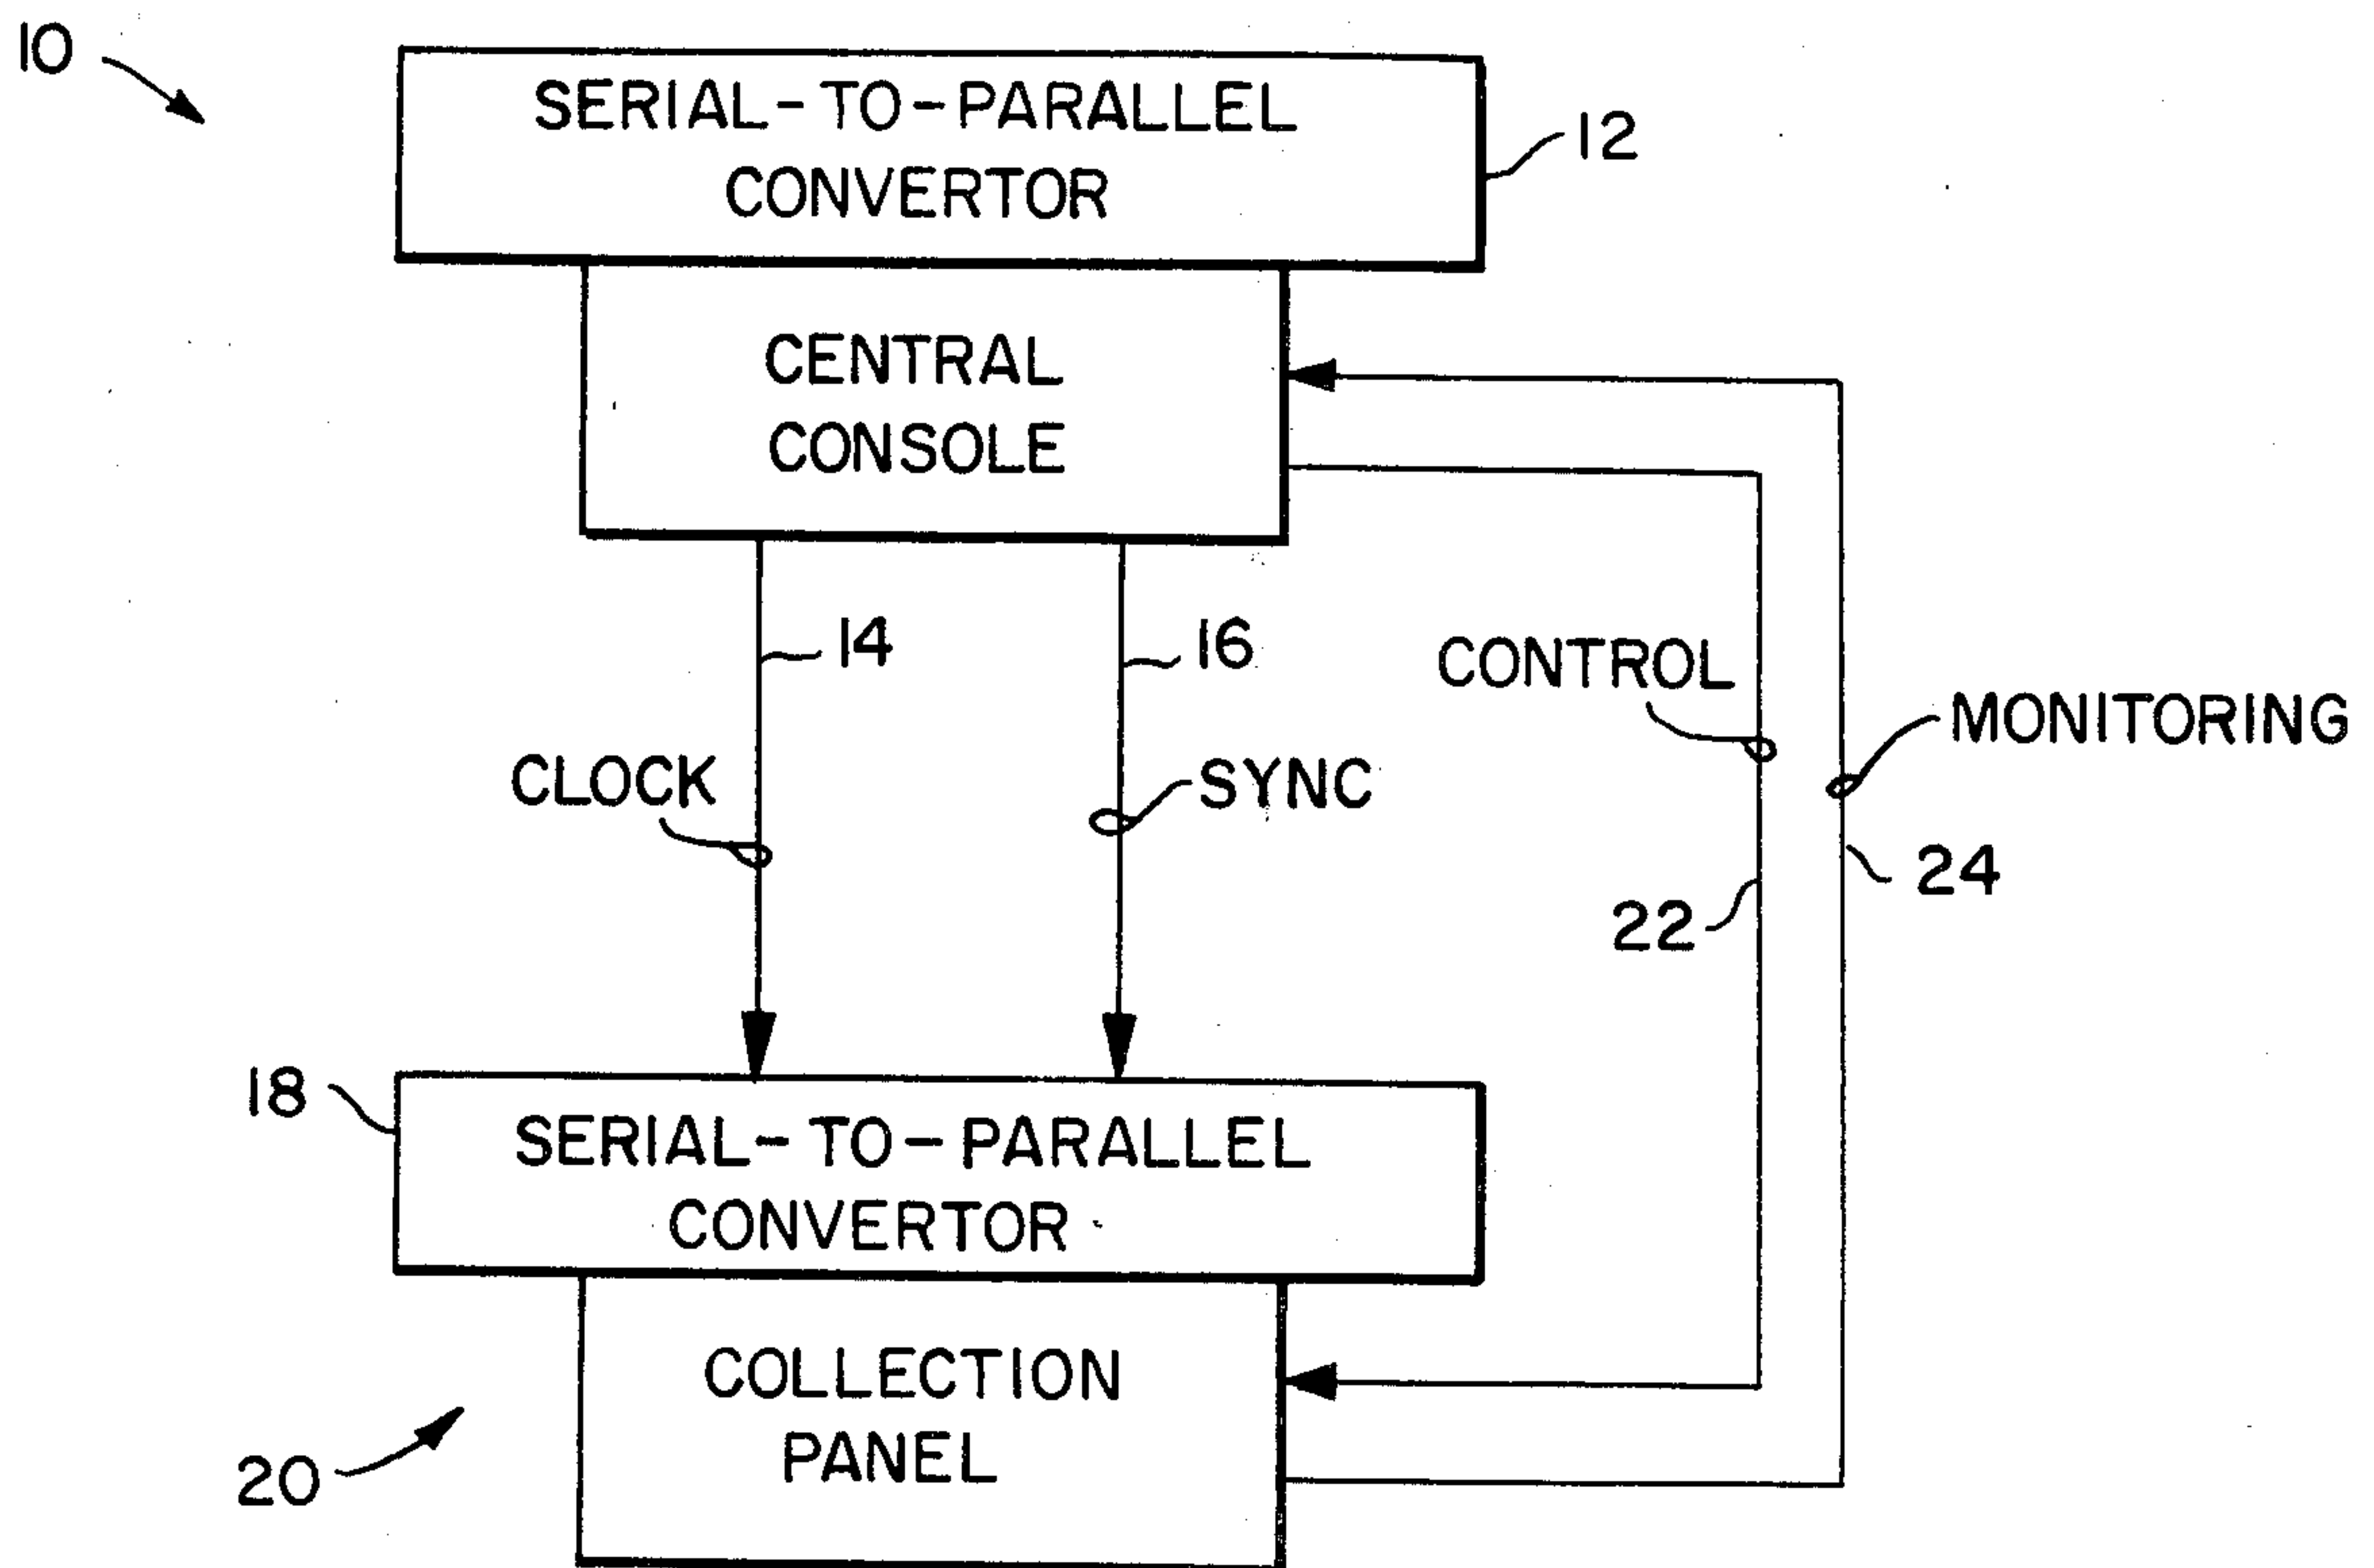 10
SERIAL-TO-PARALLEL
CONVERTOR
12
CENTRAL
CONSOLE
14
16
CONTROL
MONITORING
CLOCK
SYNC
24
22
18
SERIAL-TO-PARALLEL
CONVERTOR
COLLECTION
PANEL
20